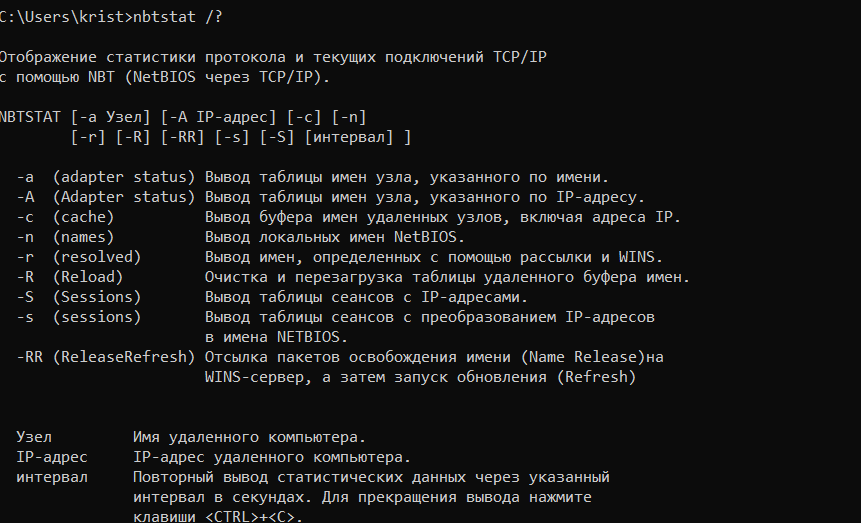 C:\Users\krist>nbtstat /?
Отображение статистики протокола и текущих подключений TCP/IP
с помощью NBT (NetBIOS через TCP/IP).
NBTSTAT [-a Узел] [-A IP-адрес] [-c] [-n]
[-r] [-R] [-RR] [-s] [-S] [интервал] ]
-a (adapter status) Вывод таблицы имен узла, указанного по имени.
-A (Adapter status) Вывод таблицы имен узла, указанного по IP-адресу.
-c (cache) Вывод буфера имен удаленных узлов, включая адреса IP.
-n (names) Вывод локальных имен NetBIOS.
-r (resolved) Вывод имен, определенных с помощью рассылки и WINS.
-R (Reload) Очистка и перезагрузка таблицы удаленного буфера имен.
-S (Sessions) Вывод таблицы сеансов с IP-адресами.
-s (sessions) Вывод таблицы сеансов с преобразованием IP-адресов
в имена NETBIOS.
-RR (ReleaseRefresh) Отсылка пакетов освобождения имени (Name Release)на
WINS-сервер, а затем запуск обновления (Refresh)
Узел Имя удаленного компьютера.
IP-адрес IP-адрес удаленного компьютера.
интервал Повторный вывод статистических данных через указанный
интервал в секундах. Для прекращения вывода нажмите
клавиши <CTRL>+<C>.